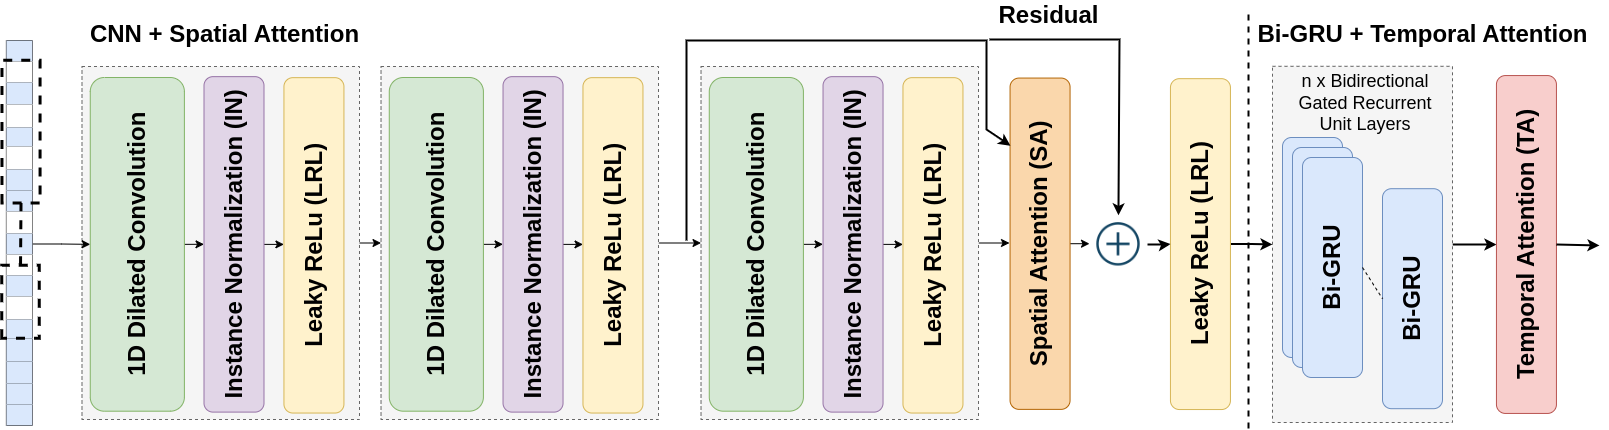 Residual
CNN + Spatial Attention
Bi-GRU + Temporal Attention
1D Dilated Convolution
Instance Normalization (IN)
Leaky ReLu (LRL)
1D Dilated Convolution
Instance Normalization (IN)
Leaky ReLu (LRL)
1D Dilated Convolution
Instance Normalization (IN)
Leaky ReLu (LRL)
Spatial Attention (SA)
Leaky ReLu (LRL)
n x Bidirectional
Gated Recurrent
Unit Layers
Bi-GRU
Bi-GRU
Temporal Attention (TA)